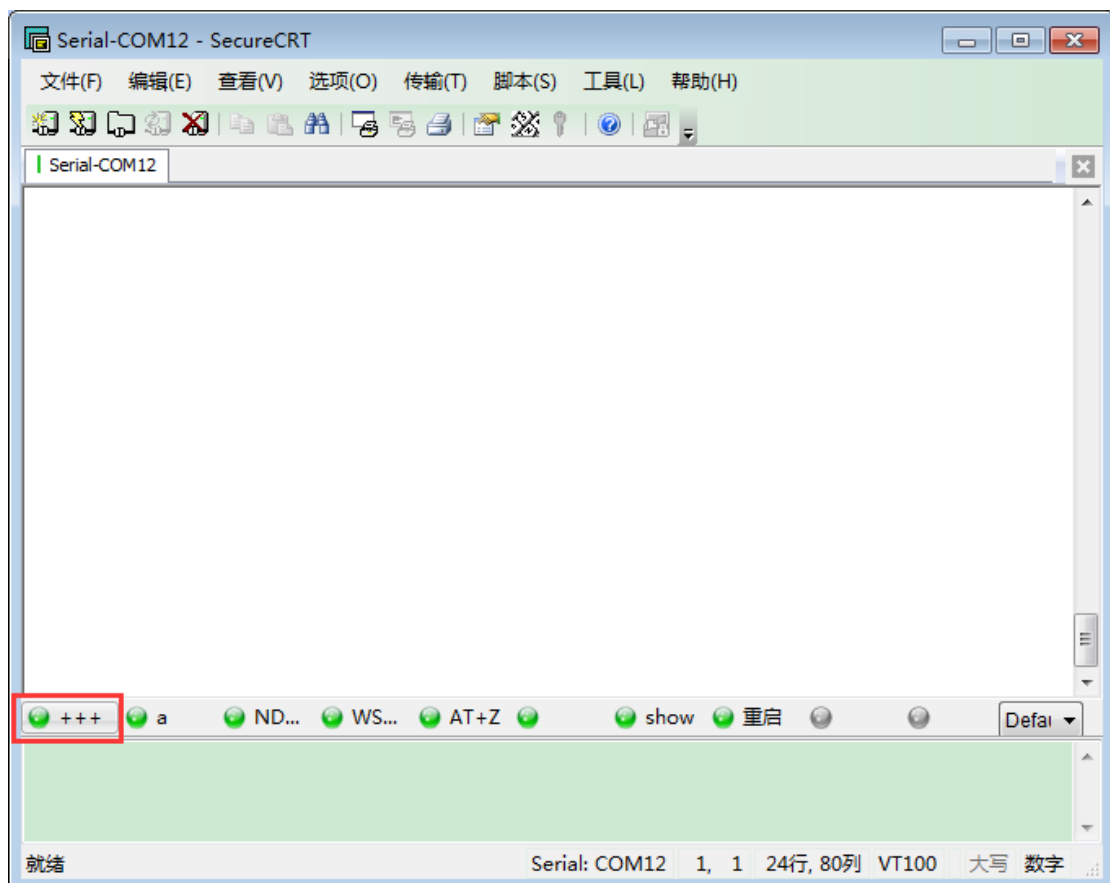 Serial-COM12 - SecureCRT
文件(F) 编辑(E) 查看(V) 选项(O) 传输(T) 脚本(S) 工具(L) 帮助(H)
Serial-COM12
+++ a ND... WS... AT+Z show 重启 Defai
就绪 Serial: COM12 1, 1 24行, 80列 VT100 大写 数字